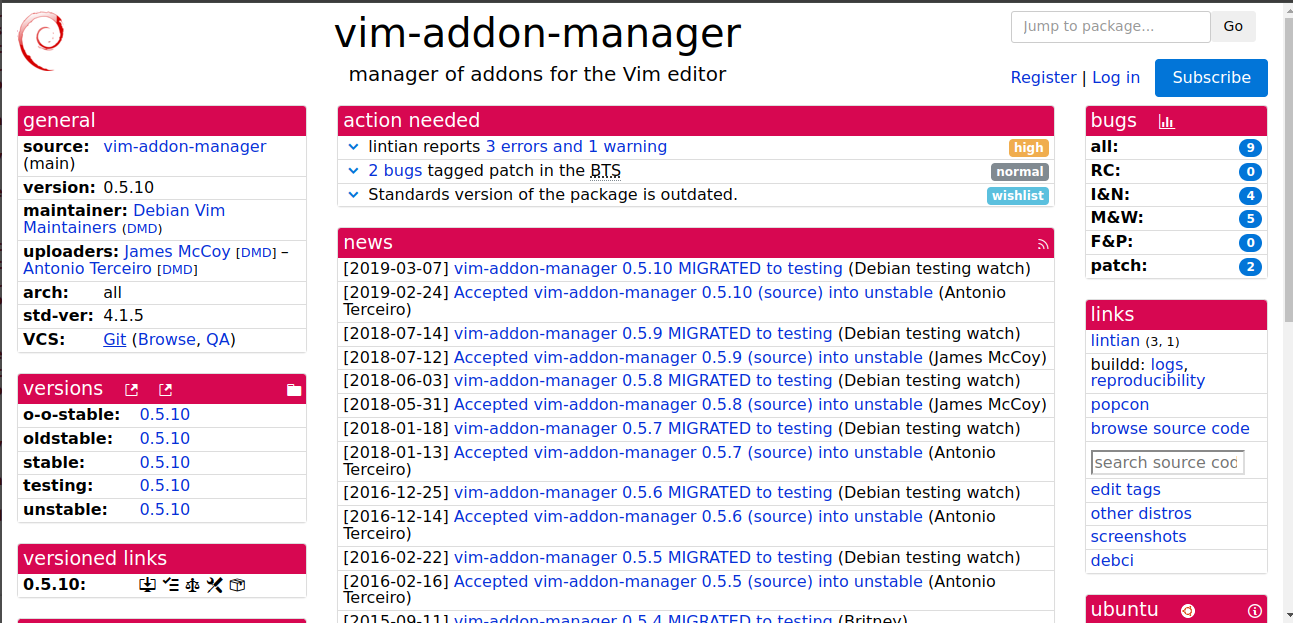 vim-addon-manager
manager of addons for the Vim editor
Jump to package...
Go
Register | Log in
Subscribe
general
source: vim-addon-manager
(main)
version: 0.5.10
maintainer: Debian Vim
Maintainers (DMD)
uploaders: James McCoy [DMD] –
Antonio Terceiro [DMD]
arch: all
std-ver: 4.1.5
VCS: Git (Browse, QA)
versions
o-o-stable: 0.5.10
oldstable: 0.5.10
stable: 0.5.10
testing: 0.5.10
unstable: 0.5.10
versioned links
0.5.10:
action needed
lintian reports 3 errors and 1 warning high
2 bugs tagged patch in the BTS normal
Standards version of the package is outdated. wishlist
news
[2019-03-07] vim-addon-manager 0.5.10 MIGRATED to testing (Debian testing watch)
[2019-02-24] Accepted vim-addon-manager 0.5.10 (source) into unstable (Antonio
Terceiro)
[2018-07-14] vim-addon-manager 0.5.9 MIGRATED to testing (Debian testing watch)
[2018-07-12] Accepted vim-addon-manager 0.5.9 (source) into unstable (James McCoy)
[2018-06-03] vim-addon-manager 0.5.8 MIGRATED to testing (Debian testing watch)
[2018-05-31] Accepted vim-addon-manager 0.5.8 (source) into unstable (James McCoy)
[2018-01-18] vim-addon-manager 0.5.7 MIGRATED to testing (Debian testing watch)
[2018-01-13] Accepted vim-addon-manager 0.5.7 (source) into unstable (Antonio
Terceiro)
[2016-12-25] vim-addon-manager 0.5.6 MIGRATED to testing (Debian testing watch)
[2016-12-14] Accepted vim-addon-manager 0.5.6 (source) into unstable (Antonio
Terceiro)
[2016-02-22] vim-addon-manager 0.5.5 MIGRATED to testing (Debian testing watch)
[2016-02-16] Accepted vim-addon-manager 0.5.5 (source) into unstable (Antonio
Terceiro)
[2015-09-11] vim-addon-manager 0.5.4 MIGRATED to testing (Britney)
bugs
all: 9
RC: 0
I&N: 4
M&W: 5
F&P: 0
patch: 2
links
lintian (3, 1)
buildd: logs,
reproducibility
popcon
browse source code
search source cod
edit tags
other distros
screenshots
debci
ubuntu